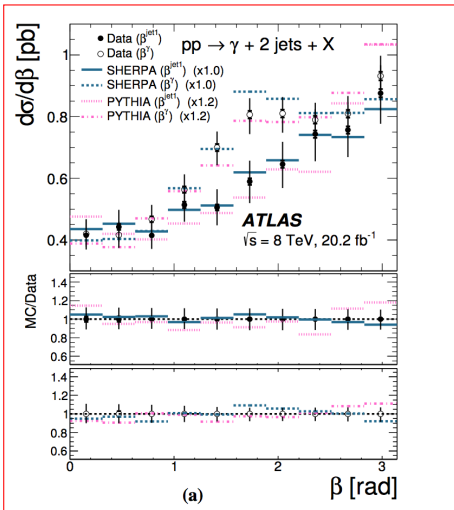 Data (β^jet1)
Data (β^γ)
pp → γ + 2 jets + X
SHERPA (β^jet1) (x1.0)
SHERPA (β^γ) (x1.0)
PYTHIA (β^jet1) (x1.2)
PYTHIA (β^γ) (x1.2)
dσ/dβ [pb]
1
0.8
0.6
0.4
ATLAS
√s = 8 TeV, 20.2 fb⁻¹
MC/Data
1.4
1.2
1.0
0.8
0.6
1.4
1.2
1
0.8
0.6
0 1 2 3
(a)
β [rad]